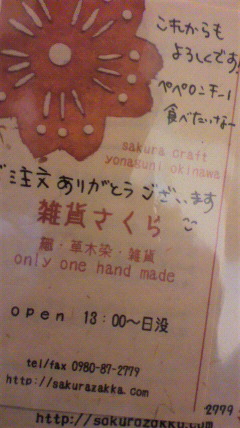 これからも
よろしくです!
ペペロニチー!
食べたいなー
sakura craft
yonaguni okinawa
ご注文ありがとうございます
雑貨さくら
織・草木染・雑貨
only one hand made
open 13:00〜日没
tel/fax 0980-87-2779
http://sakurazakka.com
2779
http://sakurazakka.com